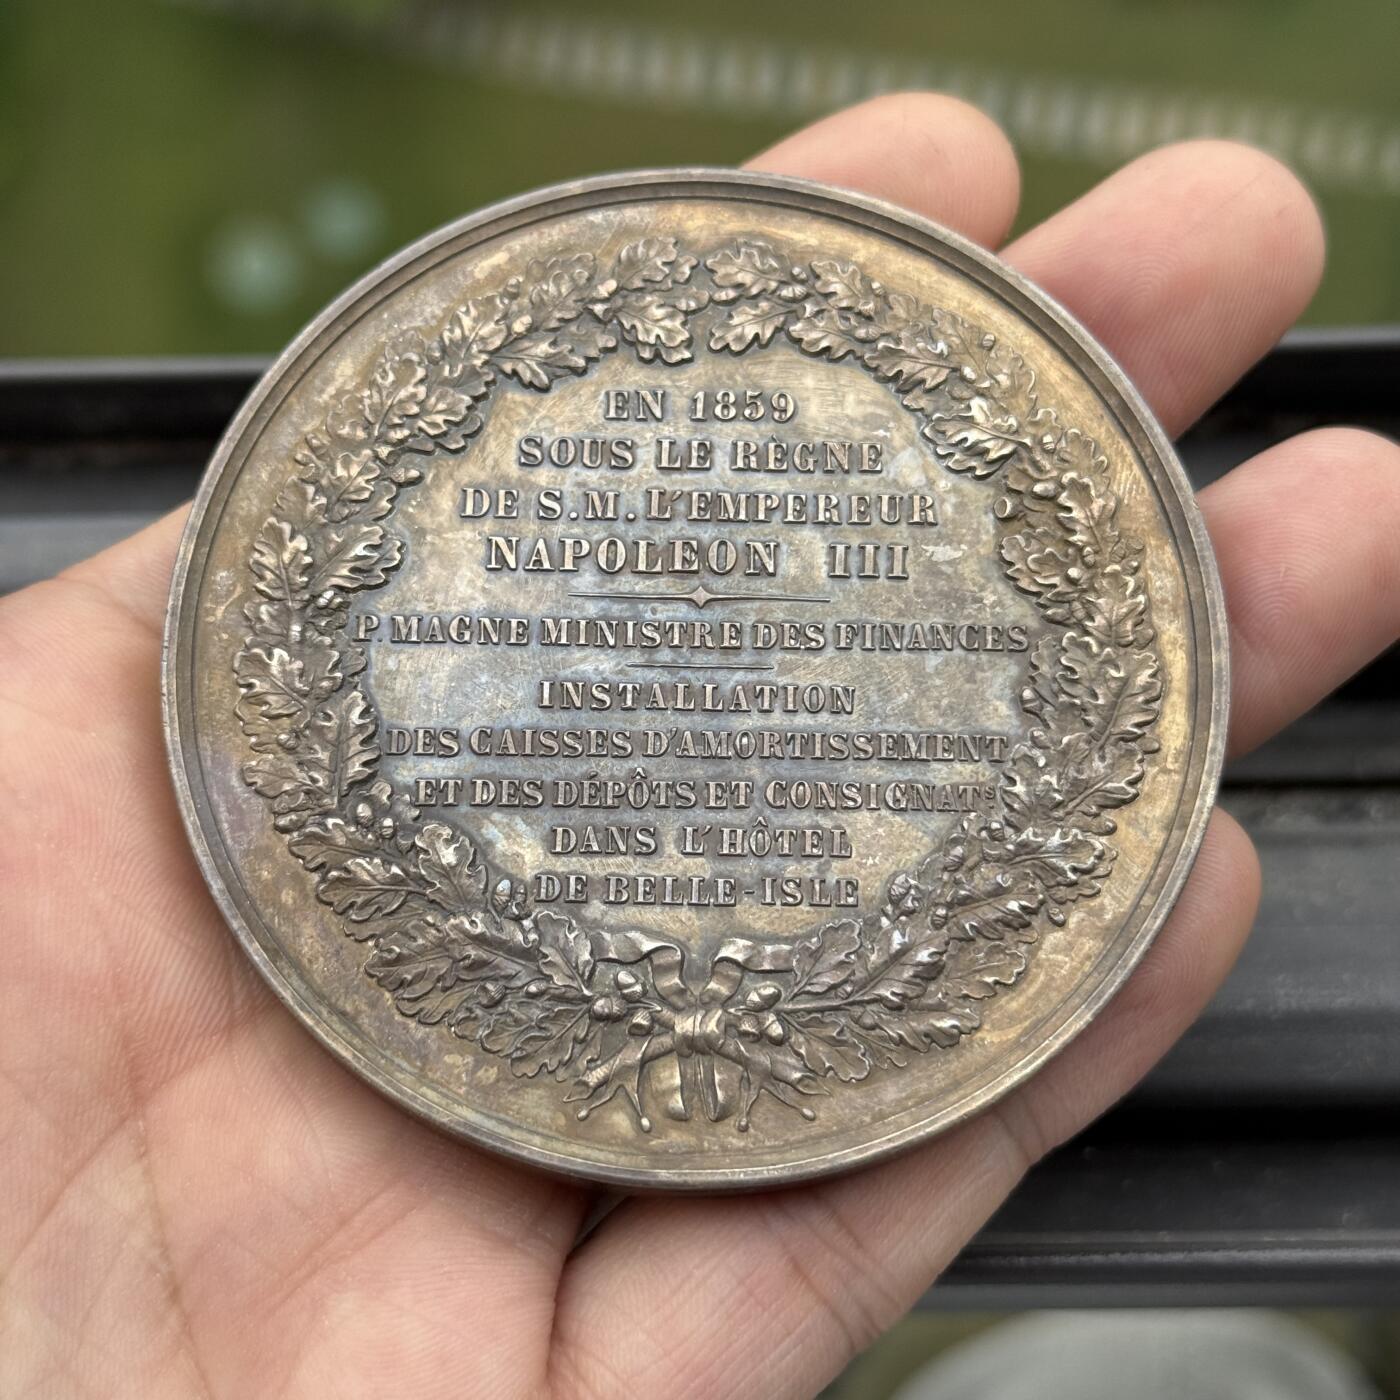 EN 1859
SOUS LE RÈGNE
DE S.M. L'EMPEREUR
NAPOLEON III
P. MAGNE MINISTRE DES FINANCES
INSTALLATION
DES CAISSES D'AMORTISSEMENT
ET DES DÉPÔTS ET CONSIGNATS
DANS L'HÔTEL
DE BELLE-ISLE